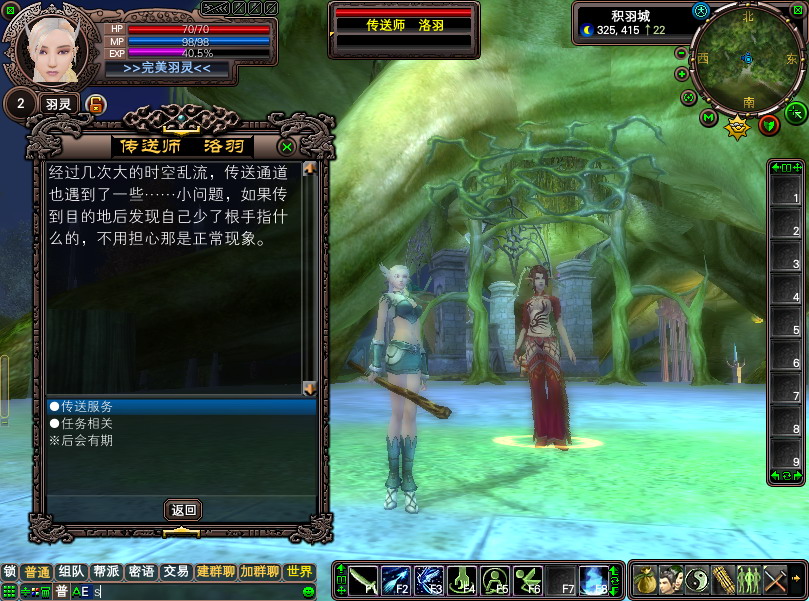 HP 70/70
MP 98/98
EXP 40.5%
>>完美羽灵<<
2 羽灵
传送师 洛羽
积羽城
325, 415 ↑22
北
西
东
南
M
传送师 洛羽
经过几次大的时空乱流，传送通道
也遇到了一些……小问题，如果传
到目的地后发现自己少了根手指什
么的，不用担心那是正常现象。
●传送服务
●任务相关
※后会有期
返回
1
2
3
4
5
6
7
8
9
锁 普通 组队 帮派 密语 交易 建群聊 加群聊 世界
普 AE s
F1 F2 F3 F4 F5 F6 F7 F8